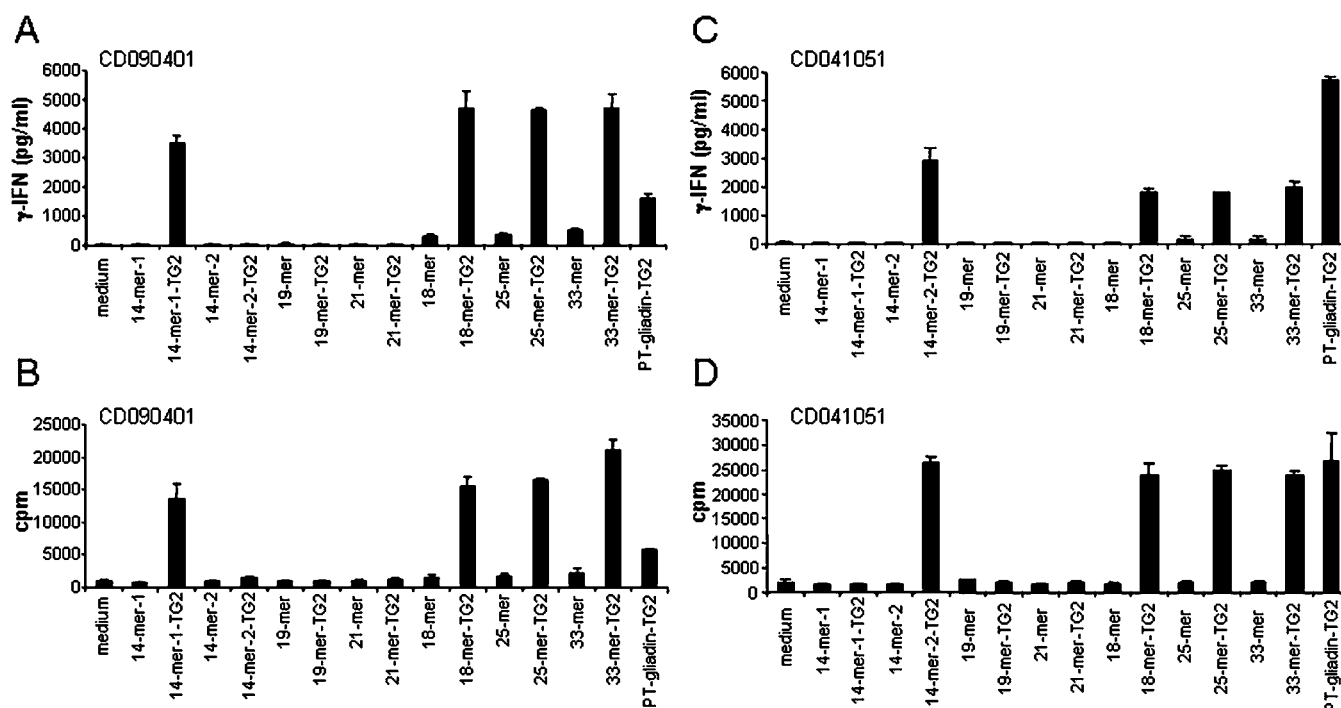 A
CD090401
γ-IFN (pg/ml)
6000
5000
4000
3000
2000
1000
0
medium
14-mer-1
14-mer-1-TG2
14-mer-2
14-mer-2-TG2
19-mer
19-mer-TG2
21-mer
21-mer-TG2
18-mer
18-mer-TG2
25-mer
25-mer-TG2
33-mer
33-mer-TG2
PT-gliadin-TG2
B
CD090401
cpm
25000
20000
15000
10000
5000
0
medium
14-mer-1
14-mer-1-TG2
14-mer-2
14-mer-2-TG2
19-mer
19-mer-TG2
21-mer
21-mer-TG2
18-mer
18-mer-TG2
25-mer
25-mer-TG2
33-mer
33-mer-TG2
PT-gliadin-TG2
C
CD041051
γ-IFN (pg/ml)
6000
5000
4000
3000
2000
1000
0
medium
14-mer-1
14-mer-1-TG2
14-mer-2
14-mer-2-TG2
19-mer
19-mer-TG2
21-mer
21-mer-TG2
18-mer
18-mer-TG2
25-mer
25-mer-TG2
33-mer
33-mer-TG2
PT-gliadin-TG2
D
CD041051
cpm
35000
30000
25000
20000
15000
10000
5000
0
medium
14-mer-1
14-mer-1-TG2
14-mer-2
14-mer-2-TG2
19-mer
19-mer-TG2
21-mer
21-mer-TG2
18-mer
18-mer-TG2
25-mer
25-mer-TG2
33-mer
33-mer-TG2
PT-gliadin-TG2